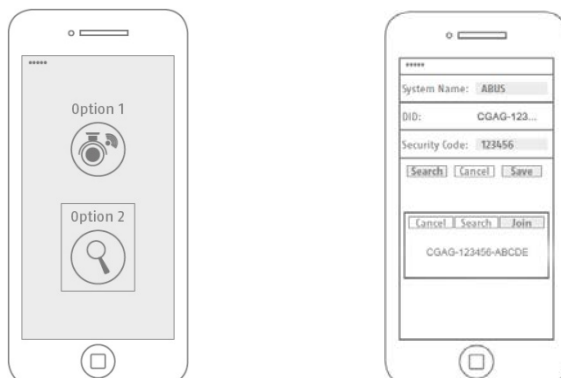 •••••
Option 1
Option 2
•••••
System Name: ABUS
DID: CGAG-123...
Security Code: 123456
Search Cancel Save
Cancel Search Join
CGAG-123456-ABCDE